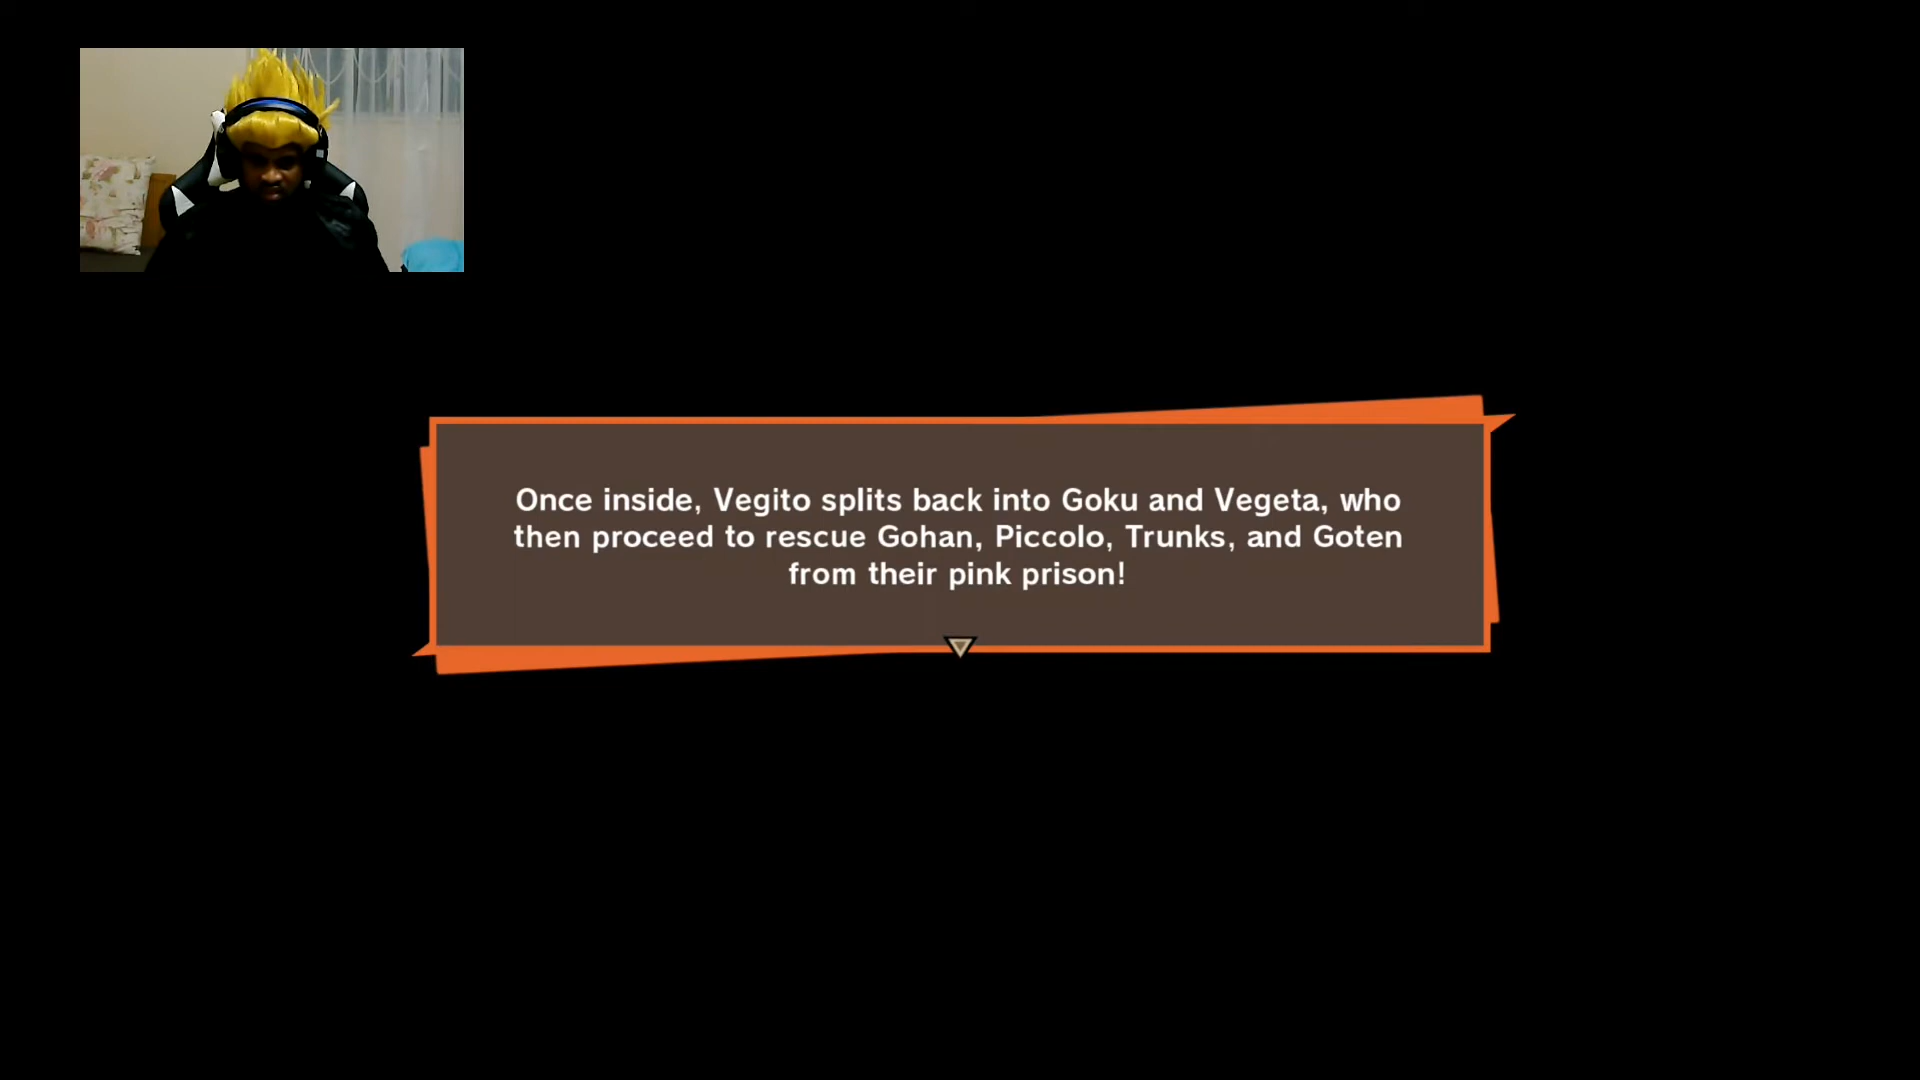 Once inside, Vegito splits back into Goku and Vegeta, who
then proceed to rescue Gohan, Piccolo, Trunks, and Goten
from their pink prison!